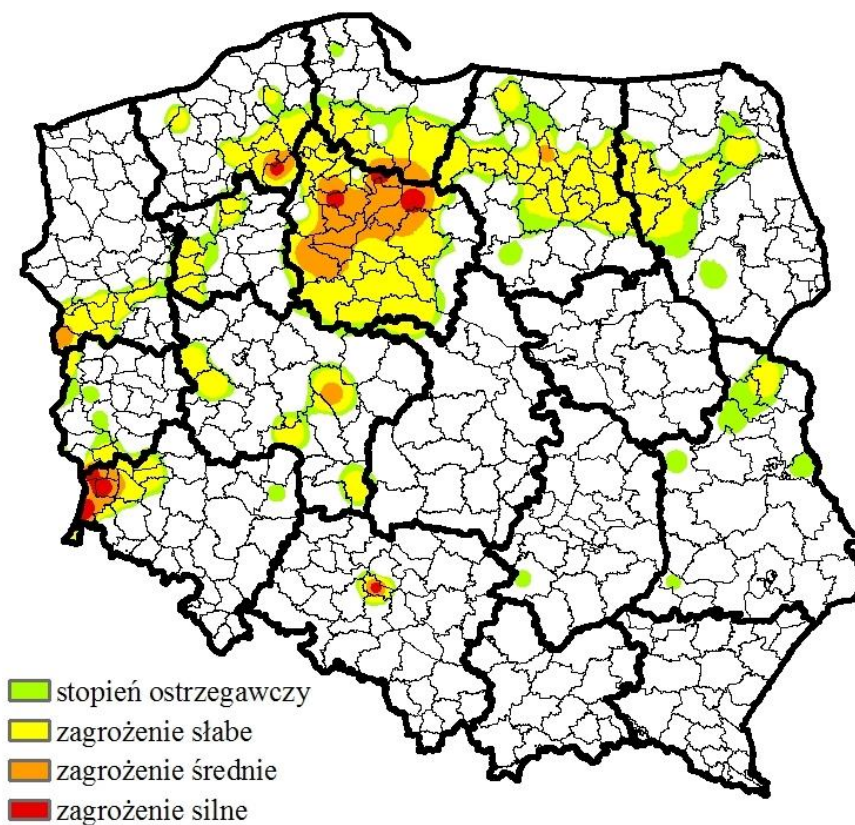 stopień ostrzegawczy
zagrożenie słabe
zagrożenie średnie
zagrożenie silne